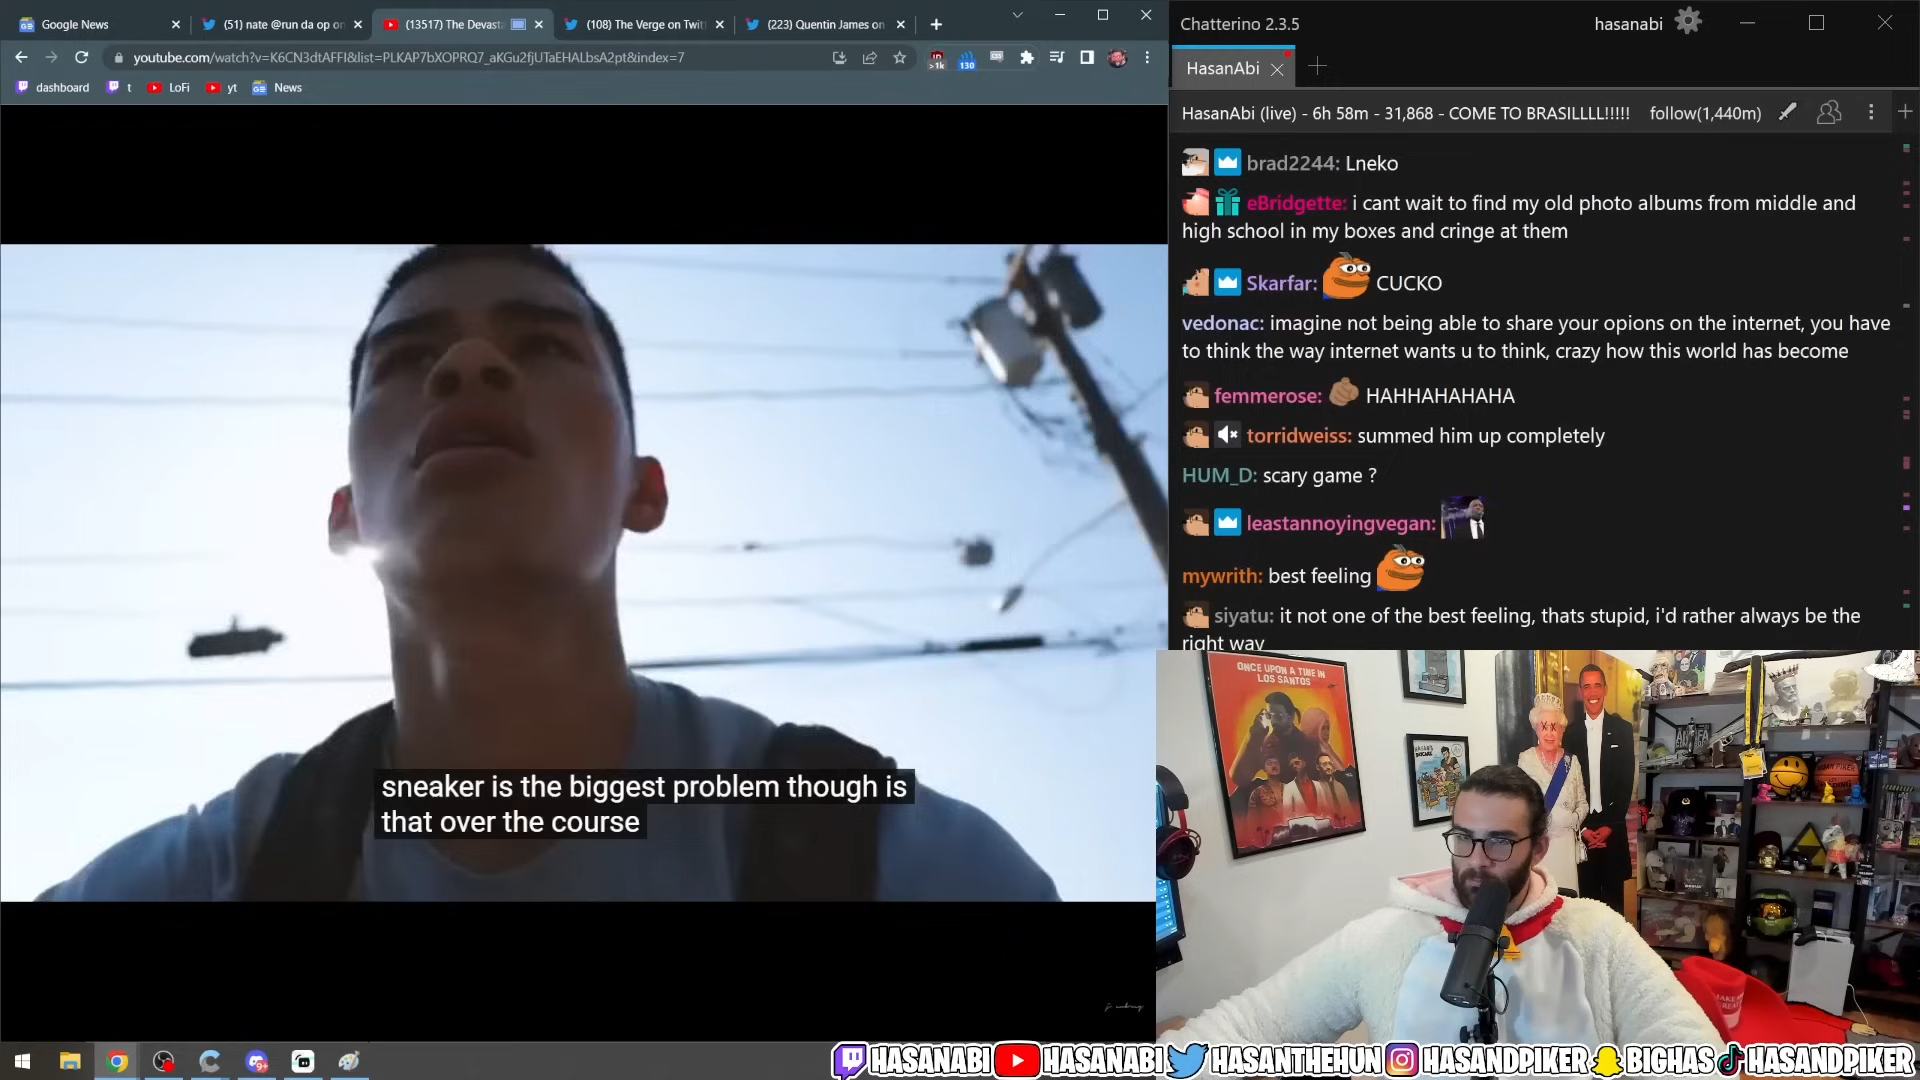 Google News
(51) nate @run da op on
(13517) The Devasta
(108) The Verge on Twit
(223) Quentin James on
youtube.com/watch?v=K6CN3dtAFFI&list=PLKAP7bXOPRQ7_aKGu2fjUTaEHALbsA2pt&index=7
>1k
130
dashboard
t
LoFi
yt
News
sneaker is the biggest problem though is
that over the course
Chatterino 2.3.5
hasanabi
HasanAbi
HasanAbi (live) - 6h 58m - 31,868 - COME TO BRASILLLL!!!!!
follow(1,440m)
brad2244: Lneko
eBridgette: i cant wait to find my old photo albums from middle and
high school in my boxes and cringe at them
Skarfar: CUCKO
vedonac: imagine not being able to share your opions on the internet, you have
to think the way internet wants u to think, crazy how this world has become
femmerose: HAHHAHAHAHA
torridweiss: summed him up completely
HUM_D: scary game ?
leastannoyingvegan:
mywrith: best feeling
siyatu: it not one of the best feeling, thats stupid, i'd rather always be the
right way
ONCE UPON A TIME IN
LOS SANTOS
HASANABI HASANABI HASANTHEHUN HASANDPIKER BIGHAS HASANDPIKER